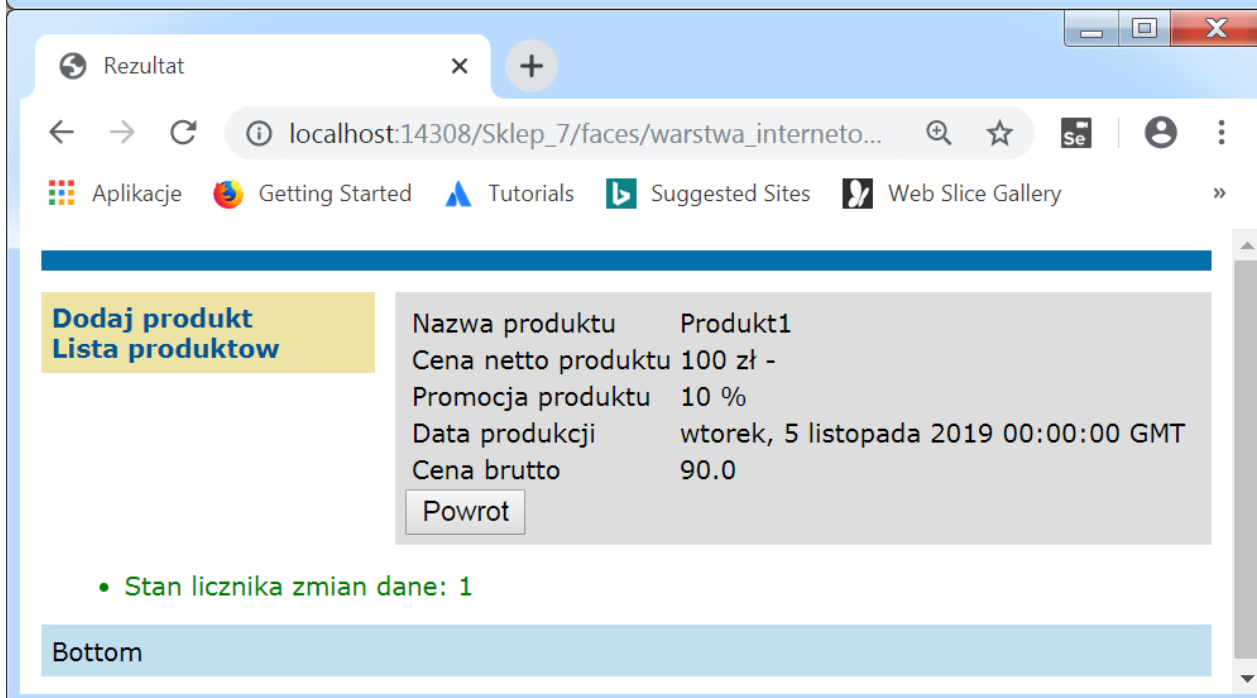 Rezultat
localhost:14308/Sklep_7/faces/warstwa_interneto...
Se
Aplikacje Getting Started Tutorials Suggested Sites Web Slice Gallery »
Dodaj produkt
Lista produktow
Nazwa produktu Produkt1
Cena netto produktu 100 zł -
Promocja produktu 10 %
Data produkcji wtorek, 5 listopada 2019 00:00:00 GMT
Cena brutto 90.0
Powrot
• Stan licznika zmian dane: 1
Bottom